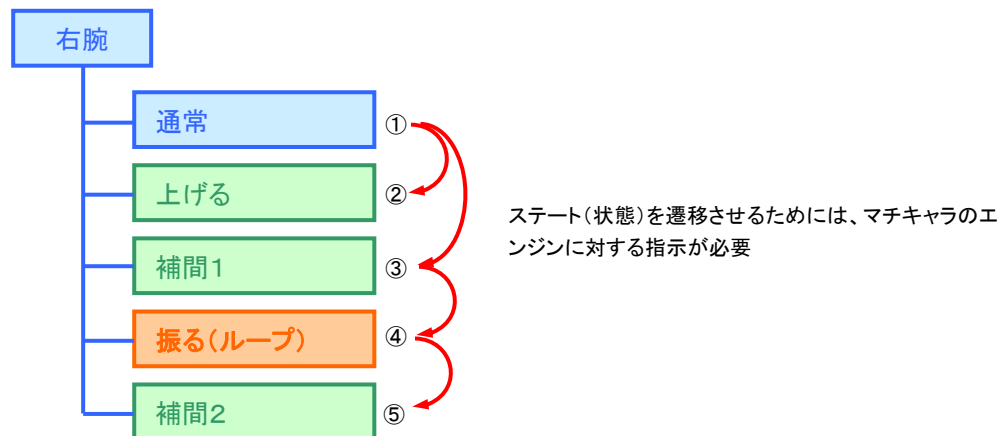 右腕
通常 ①
上げる ②
補間1 ③
振る(ループ) ④
補間2 ⑤
ステート(状態)を遷移させるためには、マチキャラのエ
ンジンに対する指示が必要